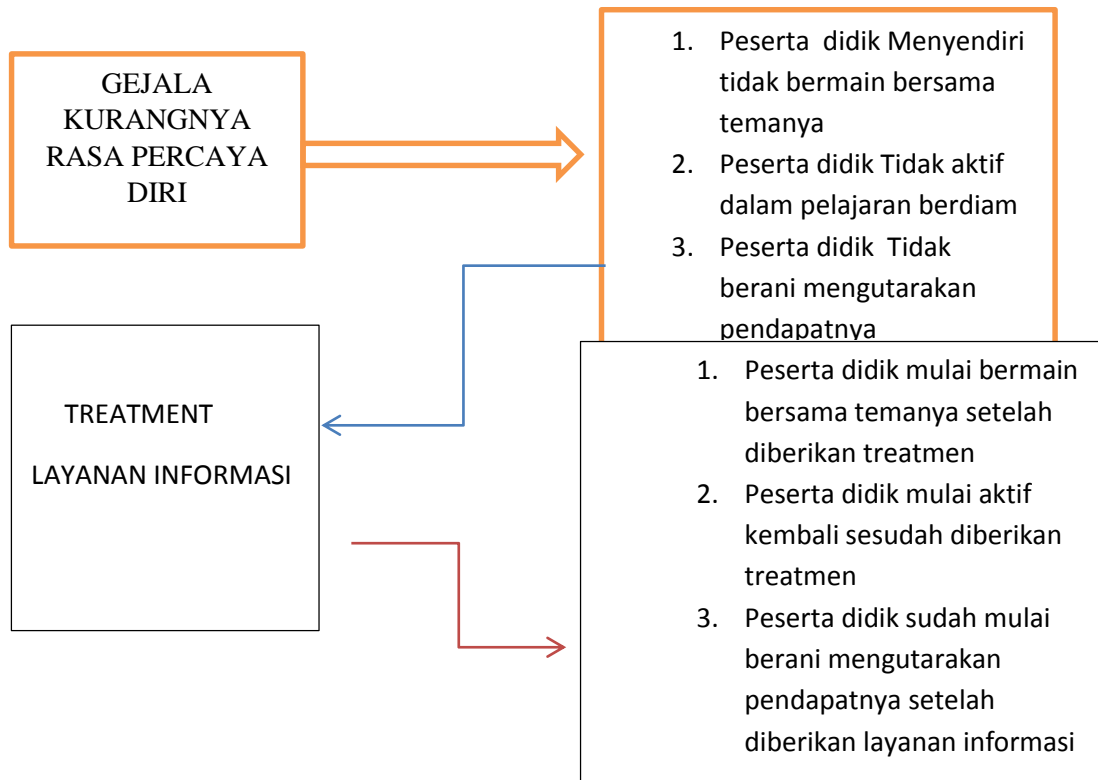 GEJALA
KURANGNYA
RASA PERCAYA
DIRI
1. Peserta didik Menyendiri
tidak bermain bersama
temanya
2. Peserta didik Tidak aktif
dalam pelajaran berdiam
3. Peserta didik Tidak
berani mengutarakan
pendapatnya
TREATMENT
LAYANAN INFORMASI
1. Peserta didik mulai bermain
bersama temanya setelah
diberikan treatmen
2. Peserta didik mulai aktif
kembali sesudah diberikan
treatmen
3. Peserta didik sudah mulai
berani mengutarakan
pendapatnya setelah
diberikan layanan informasi